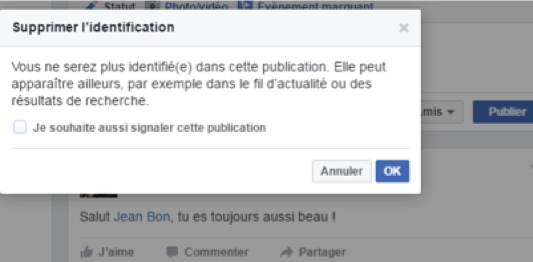 Statut Photo/vidéo Évènement marquant
Supprimer l'identification
Vous ne serez plus identifié(e) dans cette publication. Elle peut
apparaître ailleurs, par exemple dans le fil d'actualité ou des
résultats de recherche.
Je souhaite aussi signaler cette publication
mis Publier
Annuler OK
Salut Jean Bon, tu es toujours aussi beau !
J'aime Commenter Partager